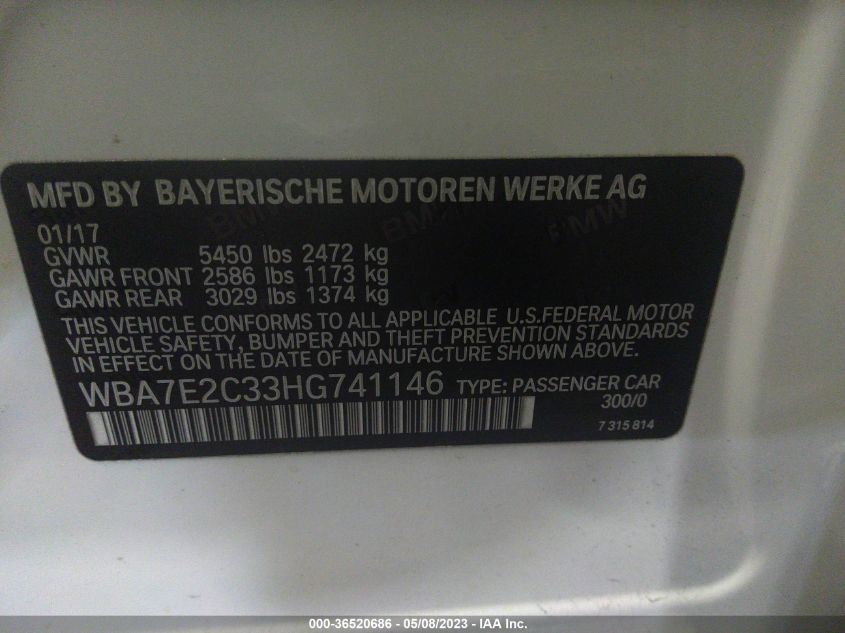 MFD BY BAYERISCHE MOTOREN WERKE AG
01/17
GVWR 5450 lbs 2472 kg
GAWR FRONT 2586 lbs 1173 kg
GAWR REAR 3029 lbs 1374 kg
THIS VEHICLE CONFORMS TO ALL APPLICABLE U.S.FEDERAL MOTOR
VEHICLE SAFETY, BUMPER AND THEFT PREVENTION STANDARDS
IN EFFECT ON THE DATE OF MANUFACTURE SHOWN ABOVE.
WBA7E2C33HG741146 TYPE: PASSENGER CAR
300/0
7 315 814
BMW BMW BMW
000-36520686 - 05/08/2023 - IAA Inc.